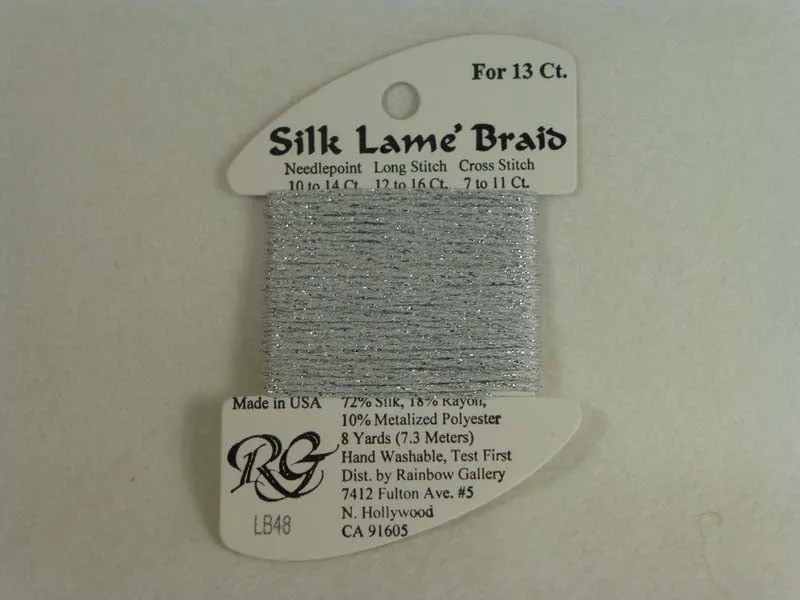 For 13 Ct.
Silk Lame' Braid
Needlepoint Long Stitch Cross Stitch
10 to 14 Ct. 12 to 16 Ct. 7 to 11 Ct.
Made in USA 72% Silk, 18% Rayon,
10% Metalized Polyester
8 Yards (7.3 Meters)
Hand Washable, Test First
Dist. by Rainbow Gallery
7412 Fulton Ave. #5
N. Hollywood
CA 91605
RG
LB48